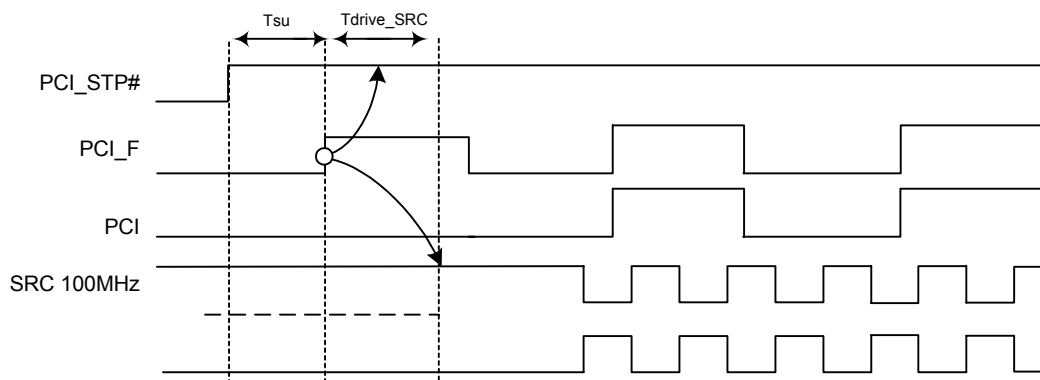 Tsu
Tdrive_SRC
PCI_STP#
PCI_F
PCI
SRC 100MHz